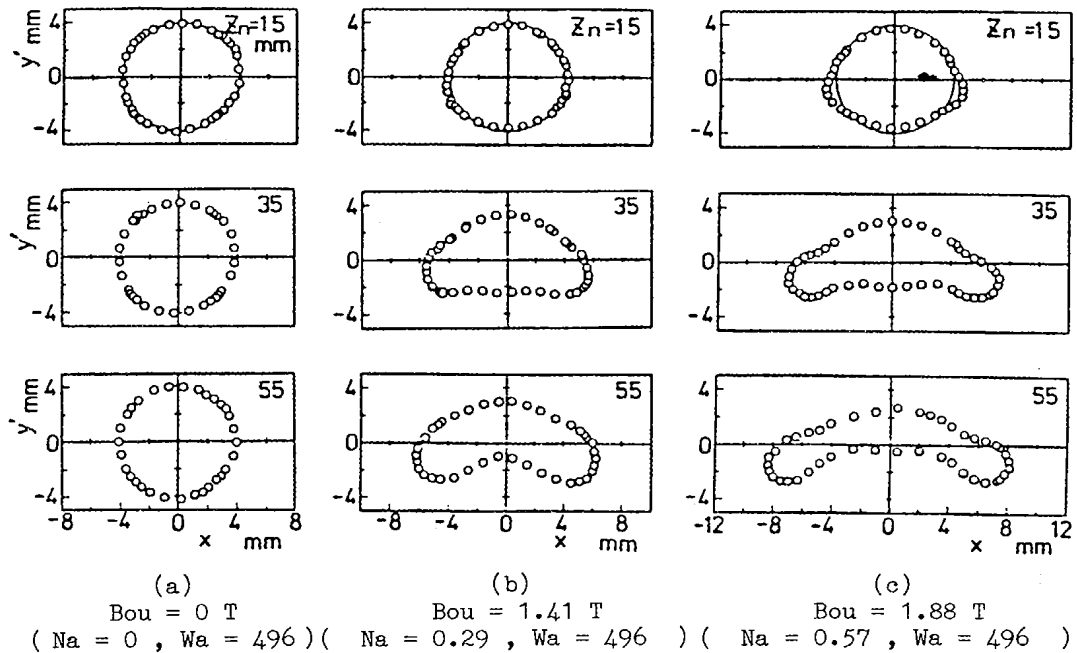 y' mm 4 0 -4 Zn=15 mm
4 0 -4 Zn=15
4 0 -4 Zn=15
y' mm 4 0 -4 35
4 0 -4 35
4 0 -4 35
y' mm 4 0 -4 55
4 0 -4 55
4 0 -4 55
-8 -4 0 4 8
x mm
-8 -4 0 4 8
x mm
-12 -8 -4 0 4 8 12
x mm
(a) (b) (c)
Bou = 0 T Bou = 1.41 T Bou = 1.88 T
( Na = 0 , Wa = 496 ) ( Na = 0.29 , Wa = 496 ) ( Na = 0.57 , Wa = 496 )